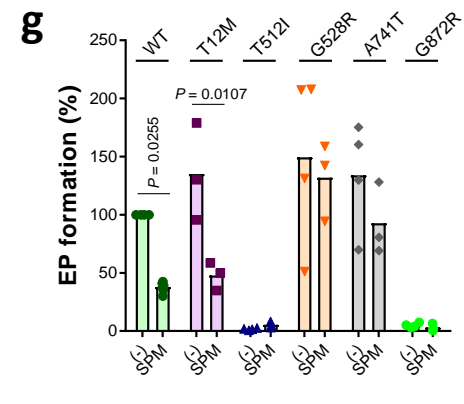 g
WT T12M T512I G528R A741T G872R
EP formation (%)
250
200
150
100
50
0
P = 0.0255
P = 0.0107
(-) SPM (-) SPM (-) SPM (-) SPM (-) SPM (-) SPM